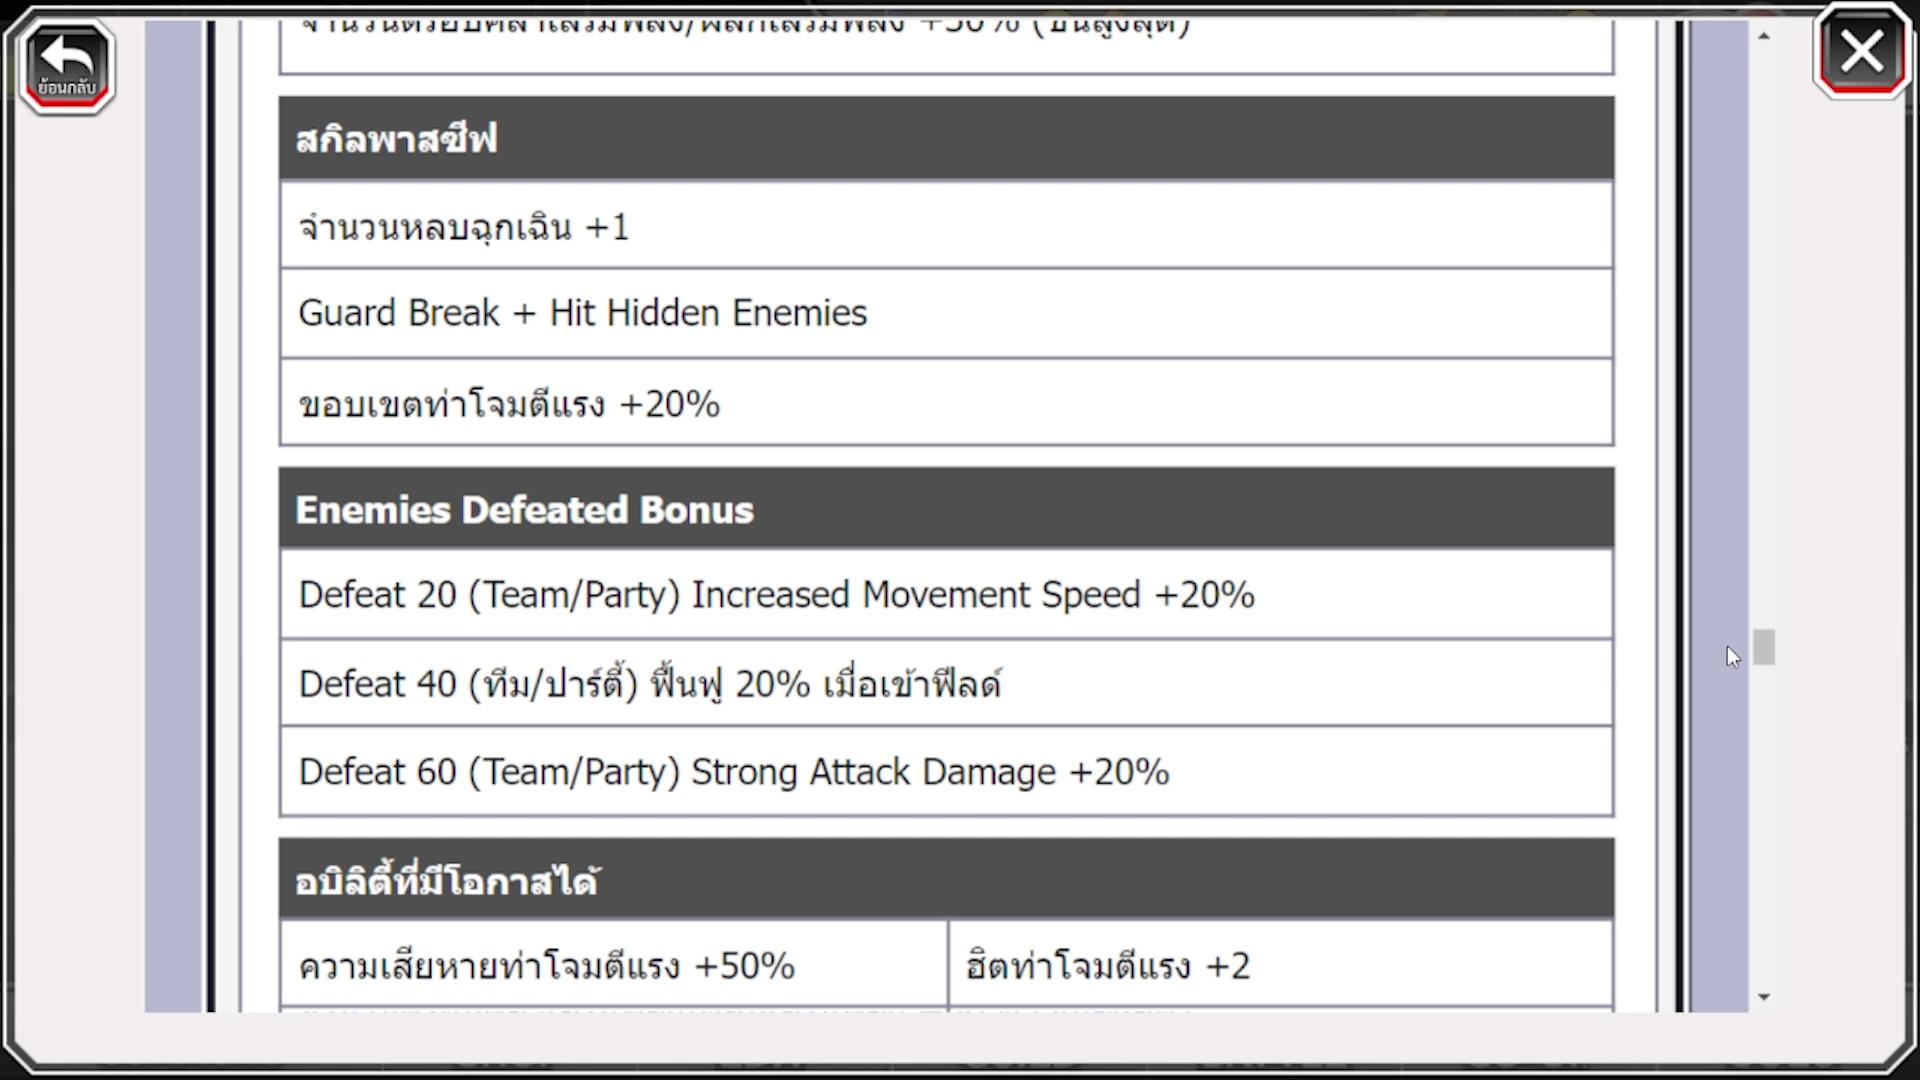 ย้อนกลับ
สกิลพาสซีฟ
จำนวนหลบฉุกเฉิน +1
Guard Break + Hit Hidden Enemies
ขอบเขตท่าโจมตีแรง +20%
Enemies Defeated Bonus
Defeat 20 (Team/Party) Increased Movement Speed +20%
Defeat 40 (ทีม/ปาร์ตี้) ฟื้นฟู 20% เมื่อเข้าฟีลด์
Defeat 60 (Team/Party) Strong Attack Damage +20%
อบิลิตี้ที่มีโอกาสได้
ความเสียหายท่าโจมตีแรง +50%
ฮิตท่าโจมตีแรง +2